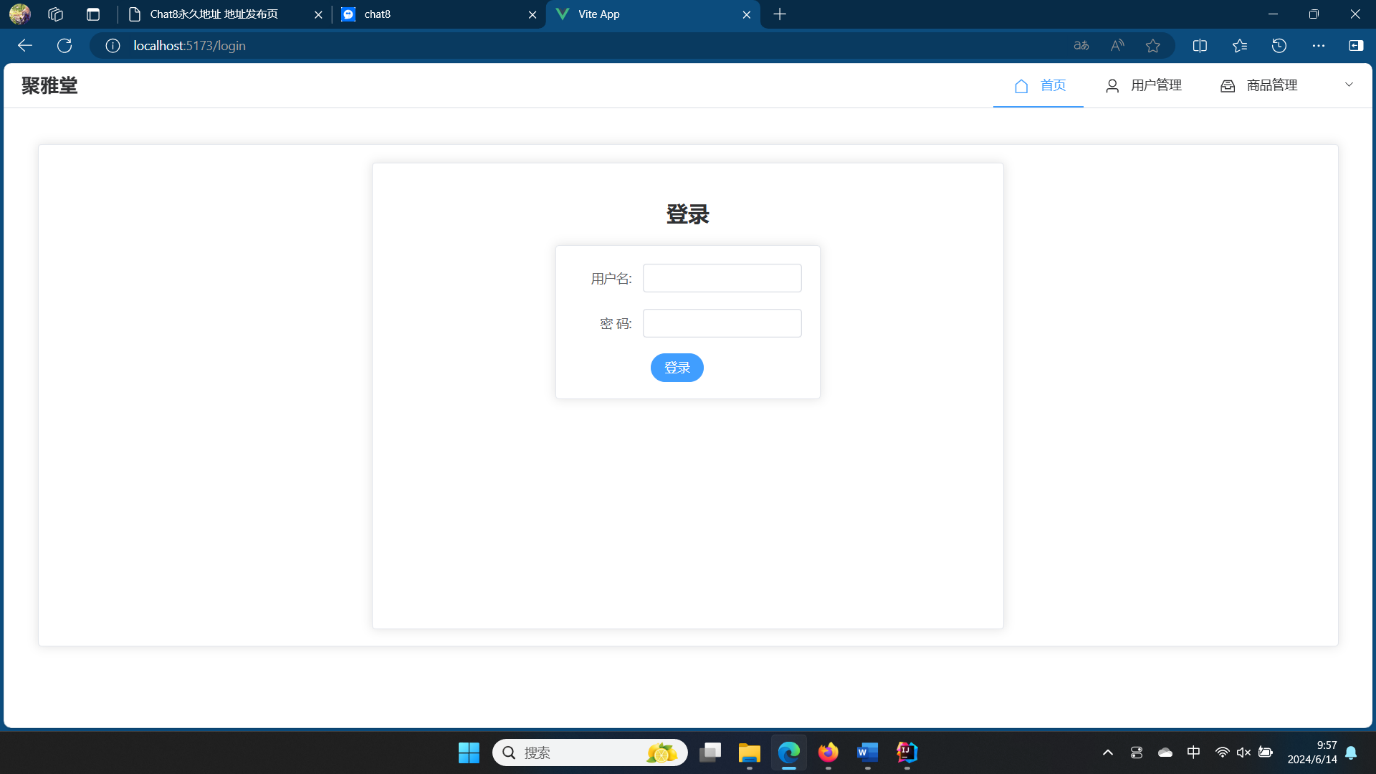 Chat8永久地址 地址发布页
chat8
Vite App
localhost:5173/login
聚雅堂
首页
用户管理
商品管理
登录
用户名:
密 码:
登录
搜索
中
9:57
2024/6/14